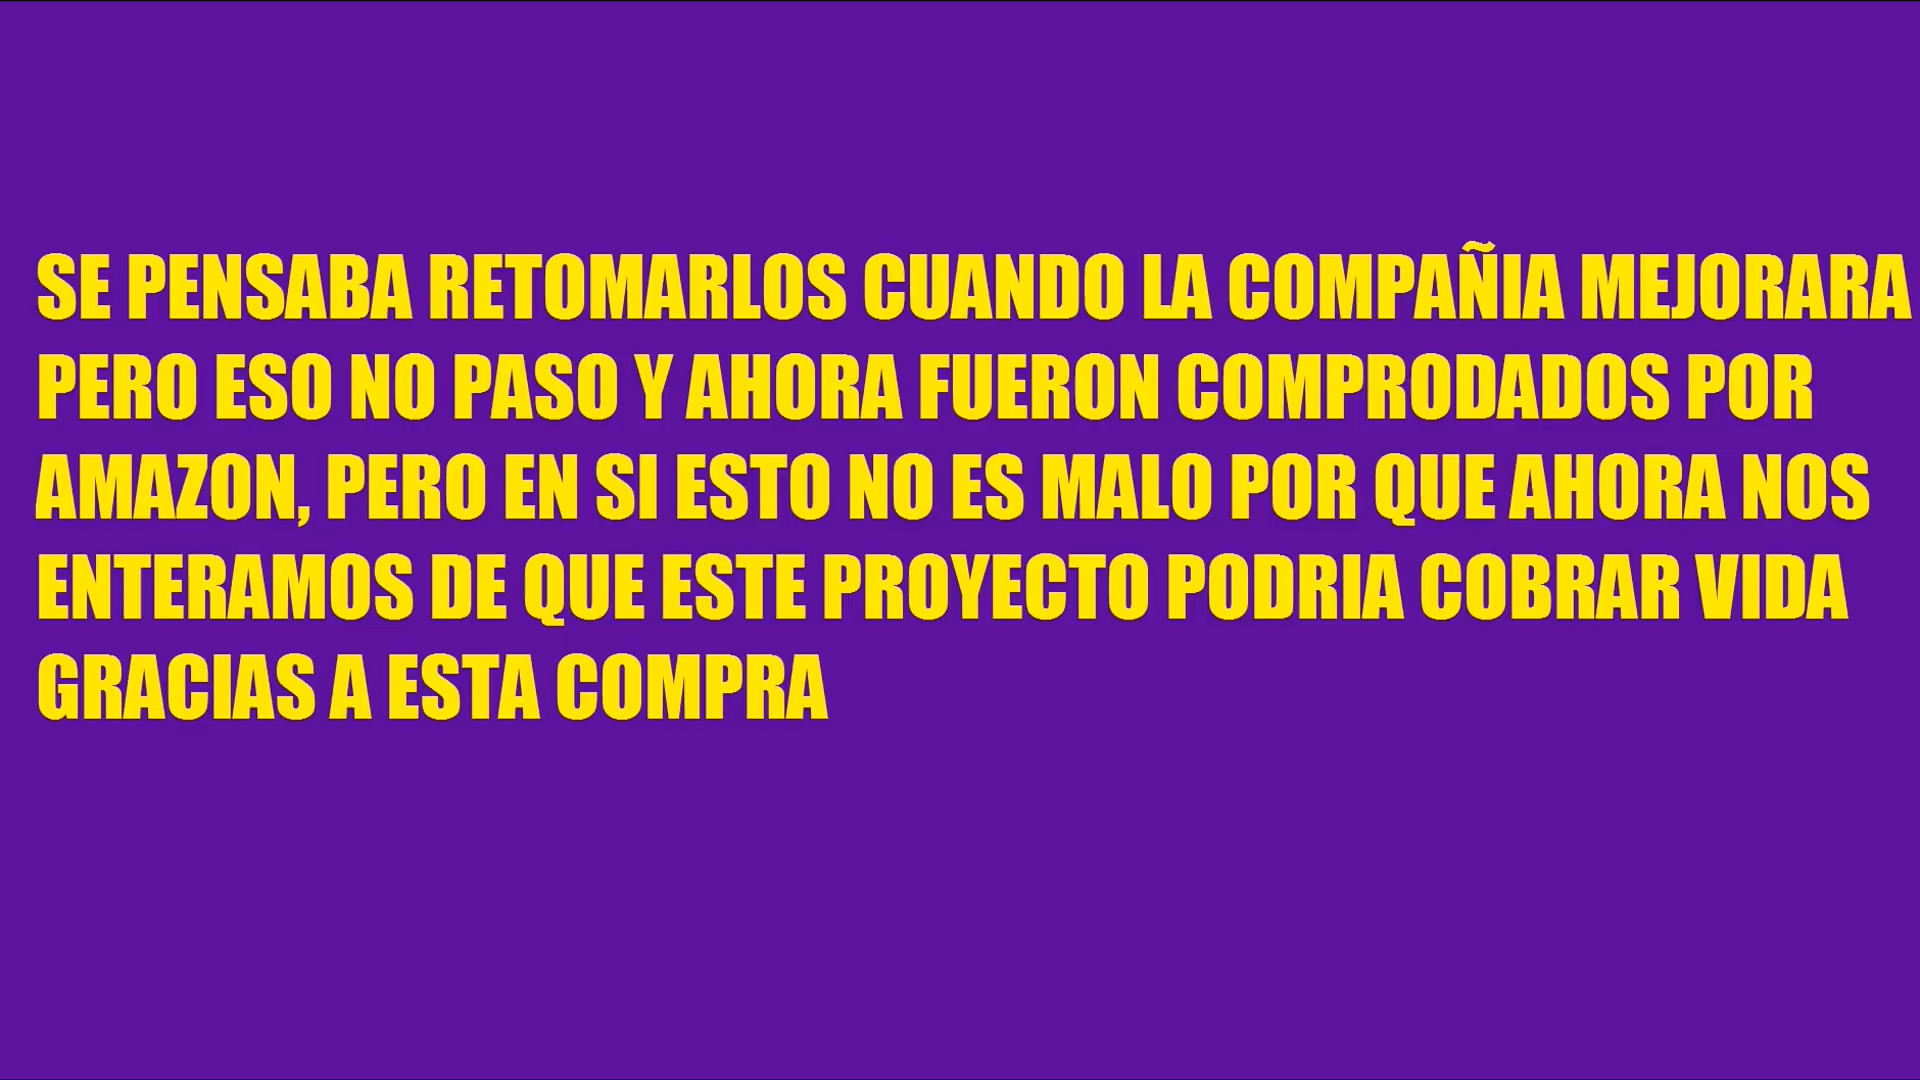 SE PENSABA RETOMARLOS CUANDO LA COMPAÑIA MEJORARA
PERO ESO NO PASO Y AHORA FUERON COMPRODADOS POR
AMAZON, PERO EN SI ESTO NO ES MALO POR QUE AHORA NOS
ENTERAMOS DE QUE ESTE PROYECTO PODRIA COBRAR VIDA
GRACIAS A ESTA COMPRA